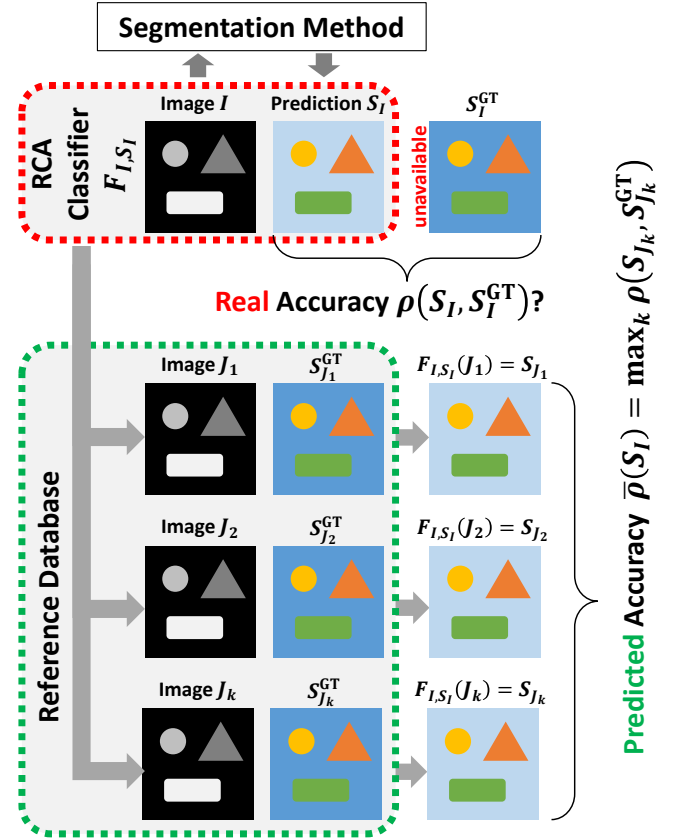 Segmentation Method
RCA
Classifier
F_{I,S_I}
Image I
Prediction S_I
S_I^{GT}
unavailable
Real Accuracy ρ(S_I, S_I^{GT})?
Reference Database
Image J_1
S_{J_1}^{GT}
F_{I,S_I}(J_1) = S_{J_1}
Image J_2
S_{J_2}^{GT}
F_{I,S_I}(J_2) = S_{J_2}
Image J_k
S_{J_k}^{GT}
F_{I,S_I}(J_k) = S_{J_k}
Predicted Accuracy ρ̅(S_I) = max_k ρ(S_{J_k}, S_{J_k}^{GT})